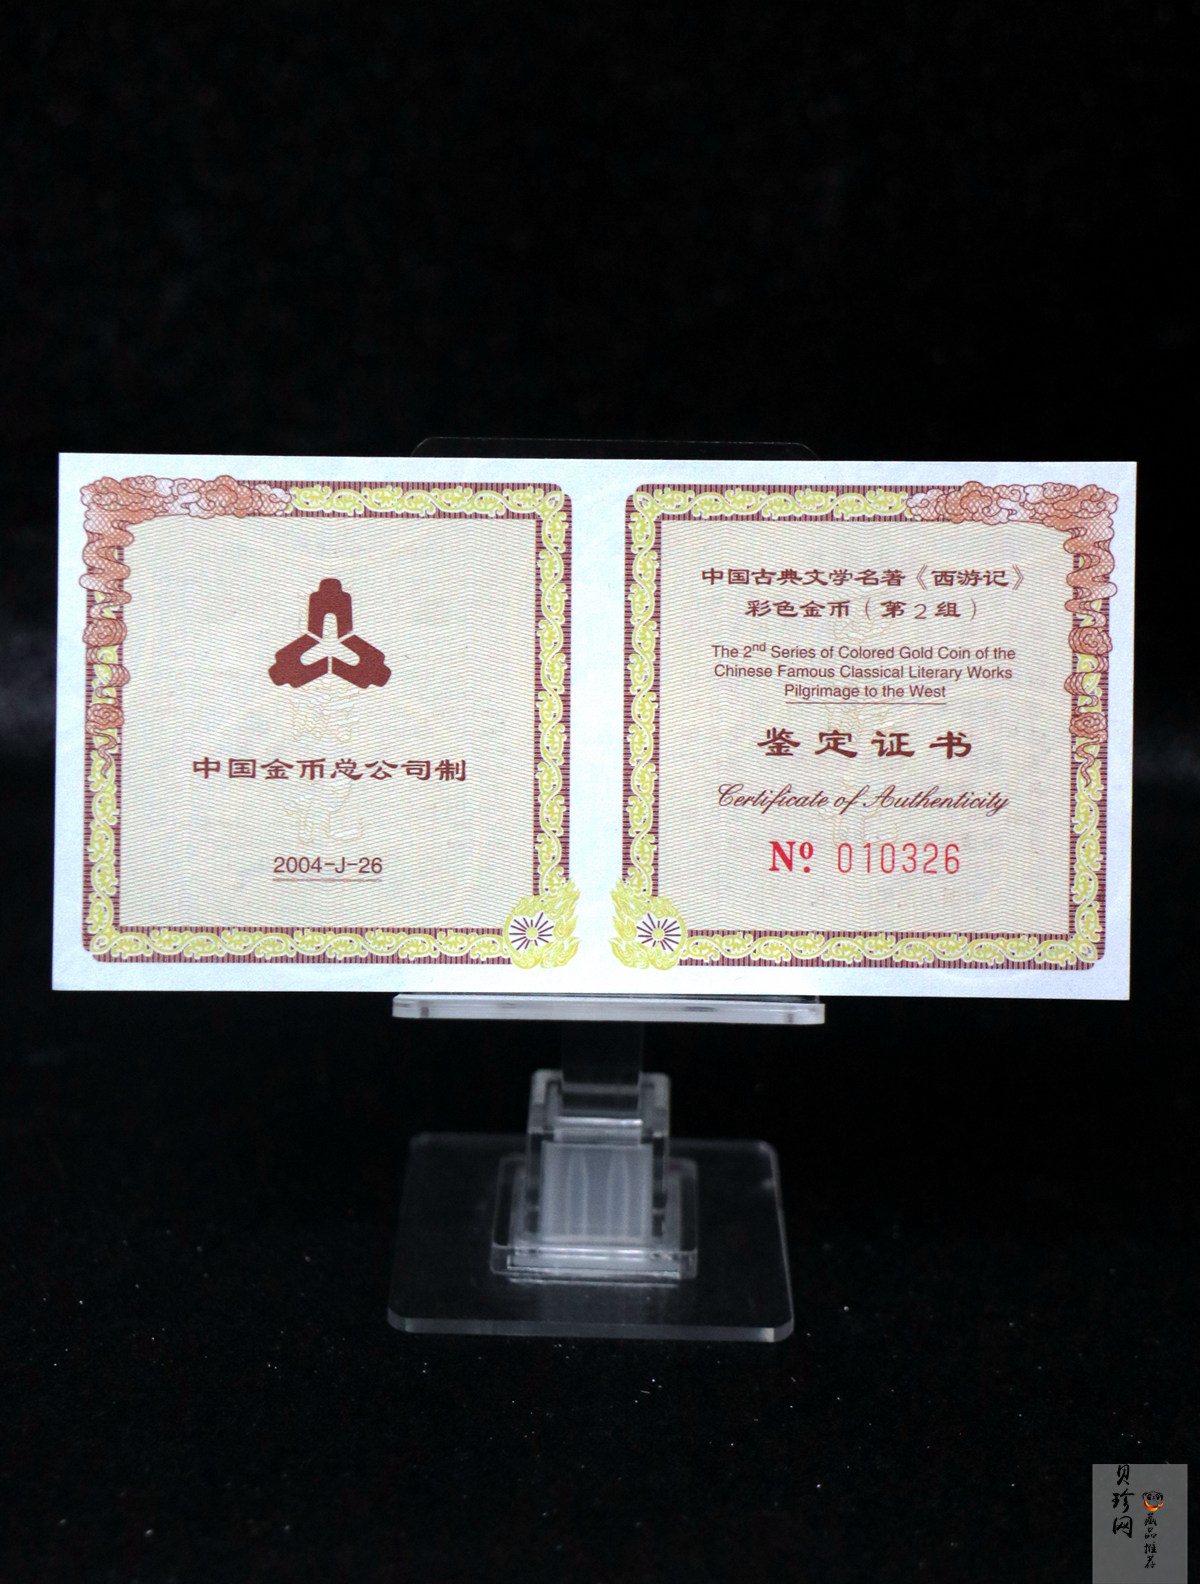 中国金币总公司制
2004-J-26
中国古典文学名著《西游记》
彩色金币（第2组）
The 2nd Series of Colored Gold Coin of the
Chinese Famous Classical Literary Works
Pilgrimage to the West
鉴定证书
Certificate of Authenticity
Nº. 010326
贝珍网
藏品推荐